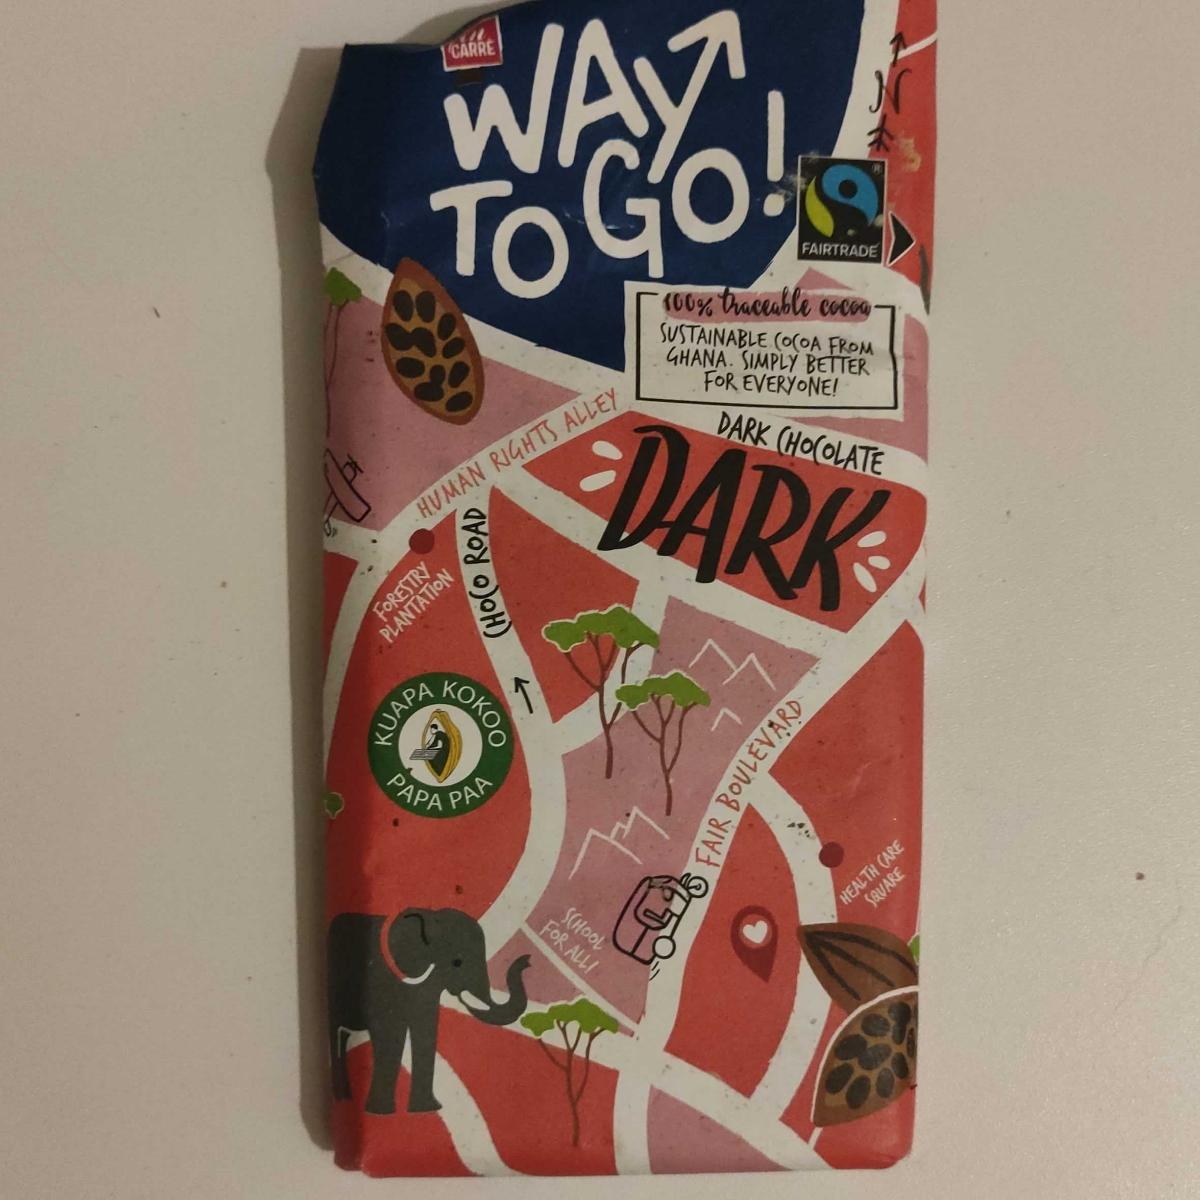 CARRÉ
WAY
TO GO!
N
FAIRTRADE
®
100% traceable cocoa
SUSTAINABLE COCOA FROM
GHANA. SIMPLY BETTER
FOR EVERYONE!
HUMAN RIGHTS ALLEY
DARK CHOCOLATE
DARK
CHOCO ROAD
FORESTRY
PLANTATION
KUAPA KOKOO
PAPA PAA
FAIR BOULEVARD
HEALTH CARE
SQUARE
SCHOOL
FOR ALL!